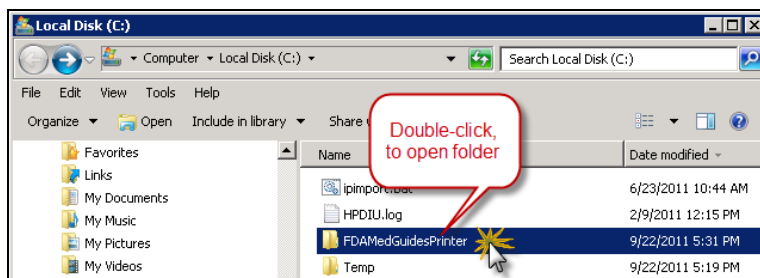 Local Disk (C:)
Computer Local Disk (C:) Search Local Disk (C:)
File Edit View Tools Help
Organize Open Include in library Share
Double-click,
to open folder
Favorites
Links
My Documents
My Music
My Pictures
My Videos
Name Date modified
ipimport.bat 6/23/2011 10:44 AM
HPDIU.log 2/9/2011 12:15 PM
FDAMedGuidesPrinter 9/22/2011 5:31 PM
Temp 9/22/2011 5:19 PM